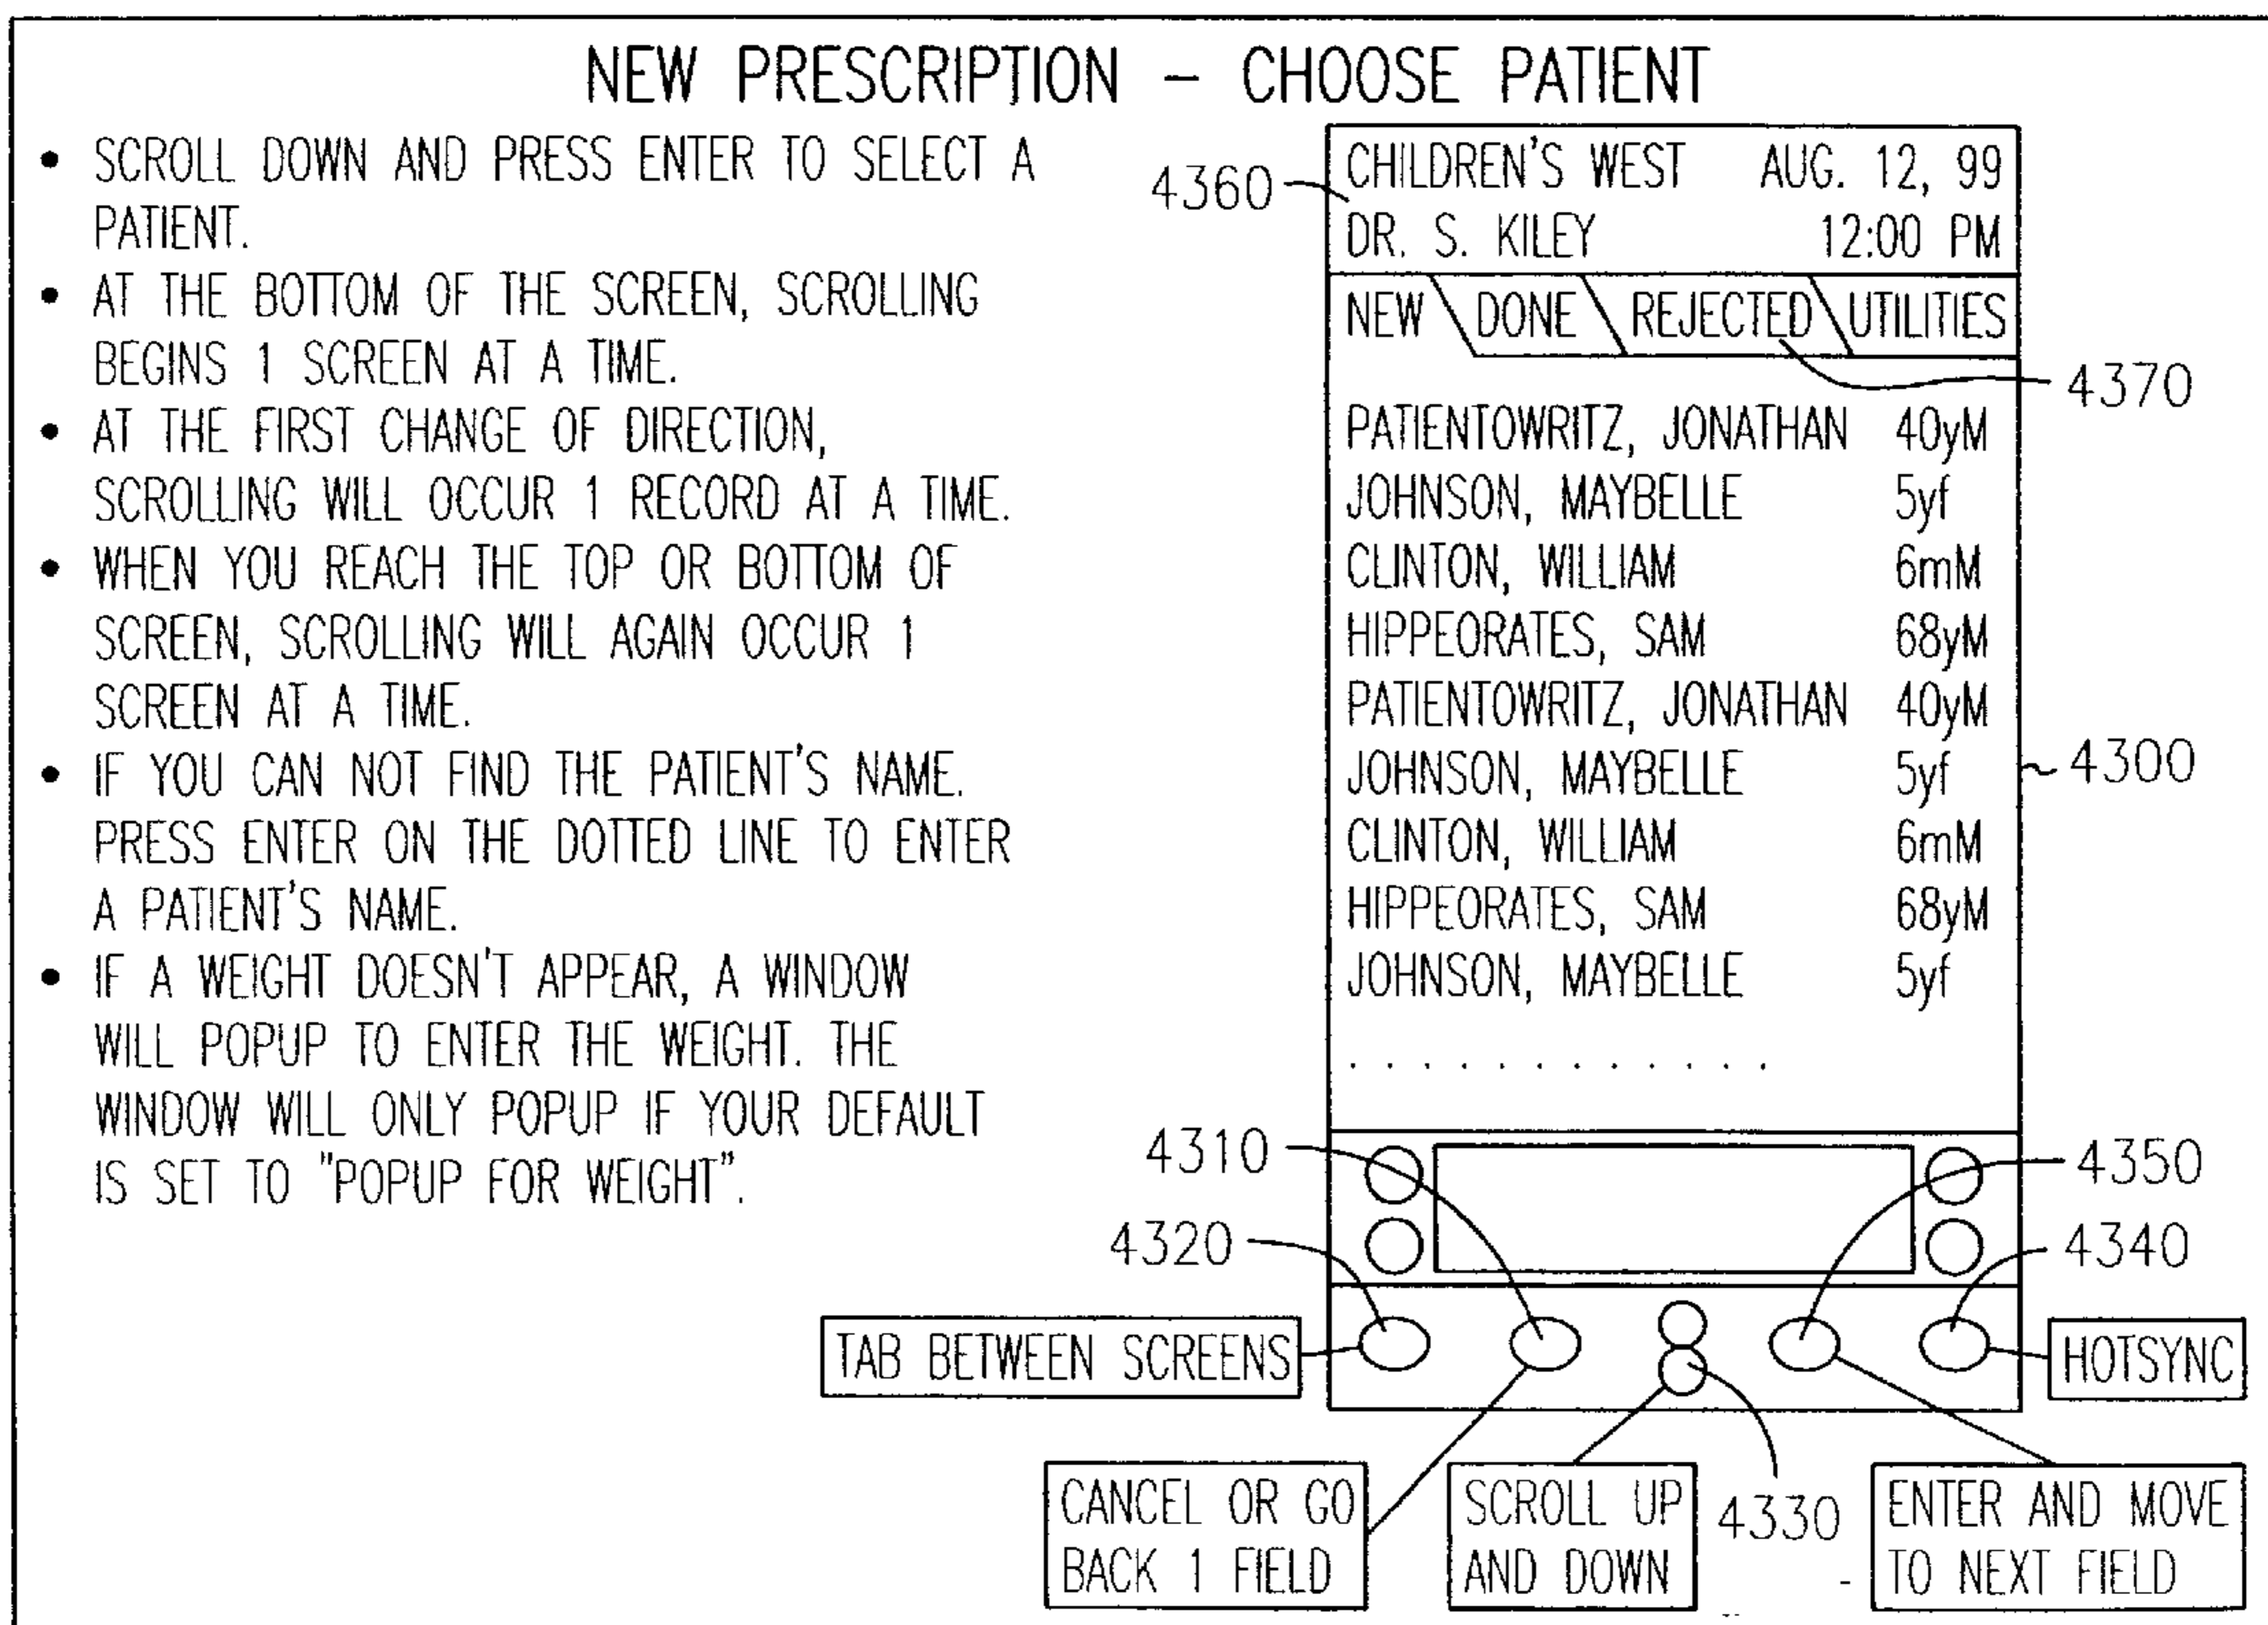 NEW PRESCRIPTION – CHOOSE PATIENT
• SCROLL DOWN AND PRESS ENTER TO SELECT A
PATIENT.
• AT THE BOTTOM OF THE SCREEN, SCROLLING
BEGINS 1 SCREEN AT A TIME.
• AT THE FIRST CHANGE OF DIRECTION,
SCROLLING WILL OCCUR 1 RECORD AT A TIME.
• WHEN YOU REACH THE TOP OR BOTTOM OF
SCREEN, SCROLLING WILL AGAIN OCCUR 1
SCREEN AT A TIME.
• IF YOU CAN NOT FIND THE PATIENT'S NAME.
PRESS ENTER ON THE DOTTED LINE TO ENTER
A PATIENT'S NAME.
• IF A WEIGHT DOESN'T APPEAR, A WINDOW
WILL POPUP TO ENTER THE WEIGHT. THE
WINDOW WILL ONLY POPUP IF YOUR DEFAULT
IS SET TO "POPUP FOR WEIGHT".
4360
CHILDREN'S WEST AUG. 12, 99
DR. S. KILEY 12:00 PM
NEW DONE REJECTED UTILITIES
4370
PATIENTOWRITZ, JONATHAN 40yM
JOHNSON, MAYBELLE 5yf
CLINTON, WILLIAM 6mM
HIPPEORATES, SAM 68yM
PATIENTOWRITZ, JONATHAN 40yM
JOHNSON, MAYBELLE 5yf
4300
CLINTON, WILLIAM 6mM
HIPPEORATES, SAM 68yM
JOHNSON, MAYBELLE 5yf
. . . . . . . . . . . . . .
4310
4350
4320
4340
TAB BETWEEN SCREENS
HOTSYNC
CANCEL OR GO
BACK 1 FIELD
SCROLL UP
AND DOWN
4330
ENTER AND MOVE
TO NEXT FIELD